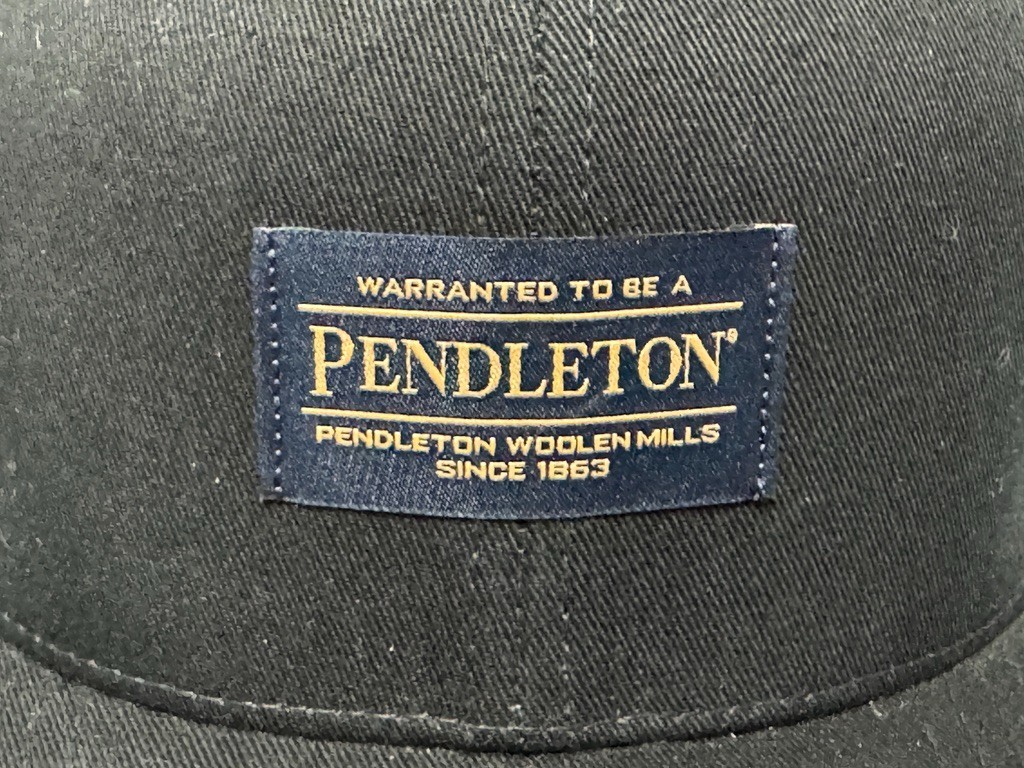 WARRANTED TO BE A
PENDLETON®
PENDLETON WOOLEN MILLS
SINCE 1863